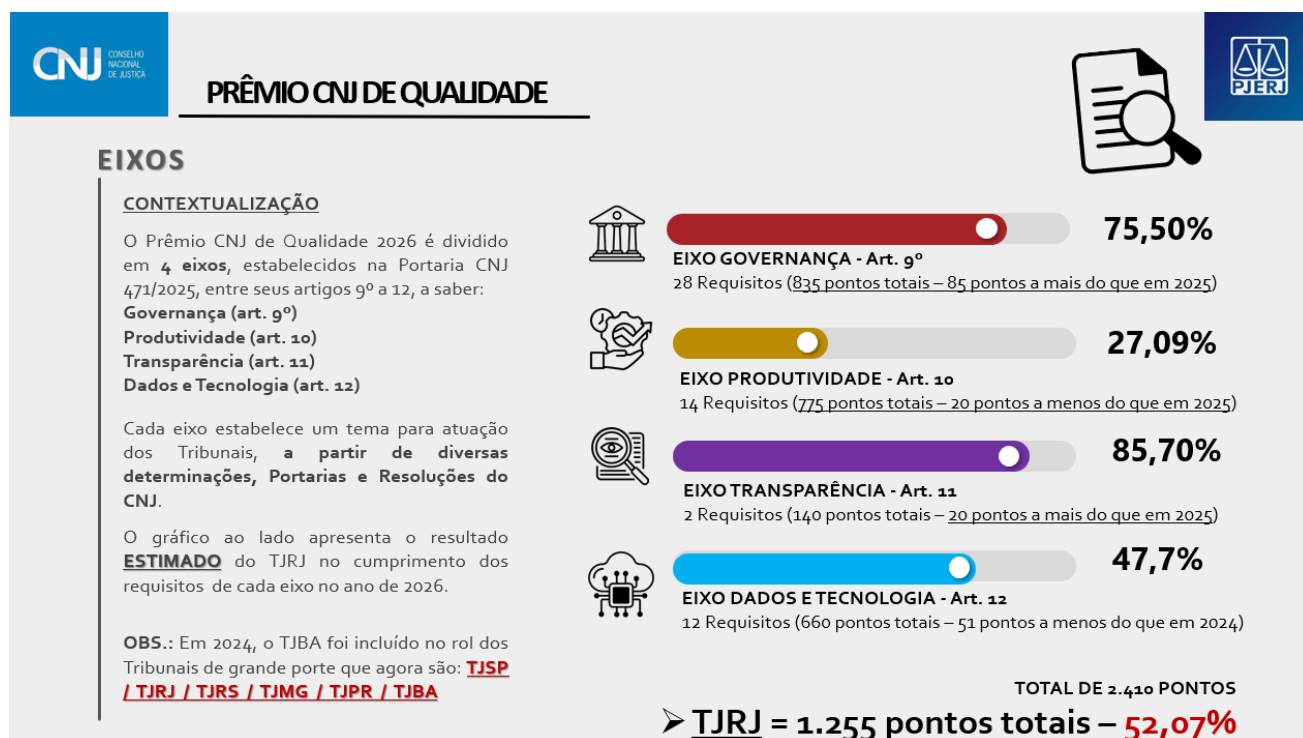 CNJ CONSELHO
NACIONAL
DE JUSTIÇA
PRÊMIO CNJ DE QUALIDADE
PJERJ
EIXOS
CONTEXTUALIZAÇÃO
O Prêmio CNJ de Qualidade 2026 é dividido
em 4 eixos, estabelecidos na Portaria CNJ
471/2025, entre seus artigos 9º a 12, a saber:
Governança (art. 9º)
Produtividade (art. 10)
Transparência (art. 11)
Dados e Tecnologia (art. 12)
Cada eixo estabelece um tema para atuação
dos Tribunais, a partir de diversas
determinações, Portarias e Resoluções do
CNJ.
O gráfico ao lado apresenta o resultado
ESTIMADO do TJRJ no cumprimento dos
requisitos de cada eixo no ano de 2026.
OBS.: Em 2024, o TJBA foi incluído no rol dos
Tribunais de grande porte que agora são: TJSP
/ TJRJ / TJRS / TJMG / TJPR / TJBA
75,50%
EIXO GOVERNANÇA - Art. 9º
28 Requisitos (835 pontos totais – 85 pontos a mais do que em 2025)
27,09%
EIXO PRODUTIVIDADE - Art. 10
14 Requisitos (775 pontos totais – 20 pontos a menos do que em 2025)
85,70%
EIXO TRANSPARÊNCIA - Art. 11
2 Requisitos (140 pontos totais – 20 pontos a mais do que em 2025)
47,7%
EIXO DADOS E TECNOLOGIA - Art. 12
12 Requisitos (660 pontos totais – 51 pontos a menos do que em 2024)
TOTAL DE 2.410 PONTOS
➢ TJRJ = 1.255 pontos totais – 52,07%